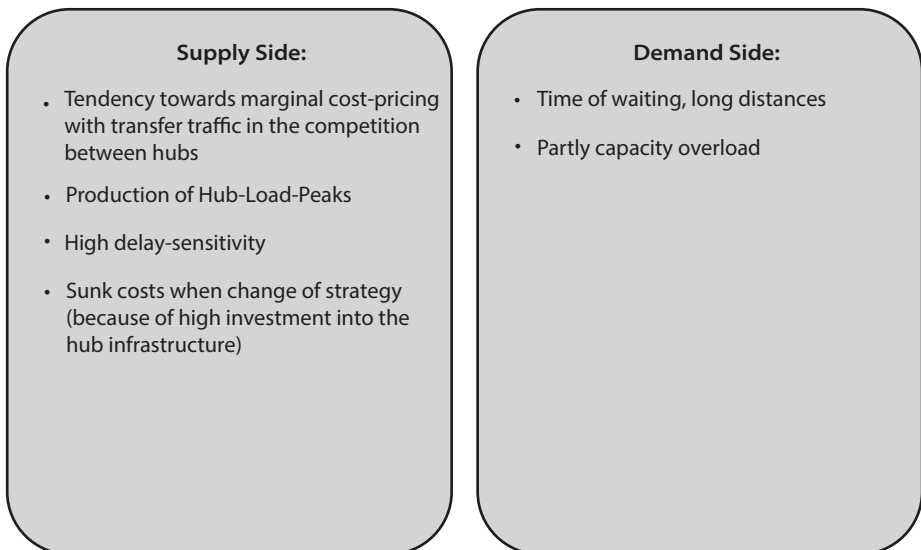 Supply Side:
• Tendency towards marginal cost-pricing
with transfer traffic in the competition
between hubs
• Production of Hub-Load-Peaks
• High delay-sensitivity
• Sunk costs when change of strategy
(because of high investment into the
hub infrastructure)
Demand Side:
• Time of waiting, long distances
• Partly capacity overload